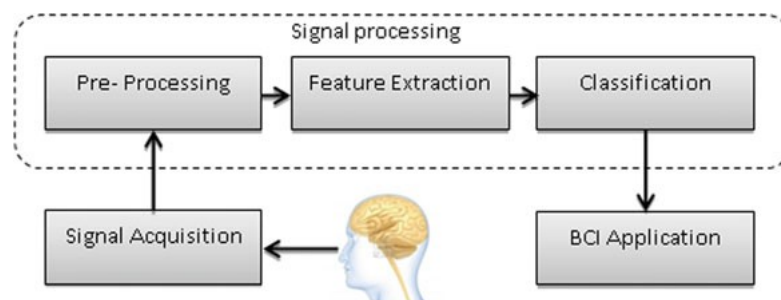 Signal processing
Pre- Processing
Feature Extraction
Classification
Signal Acquisition
BCI Application